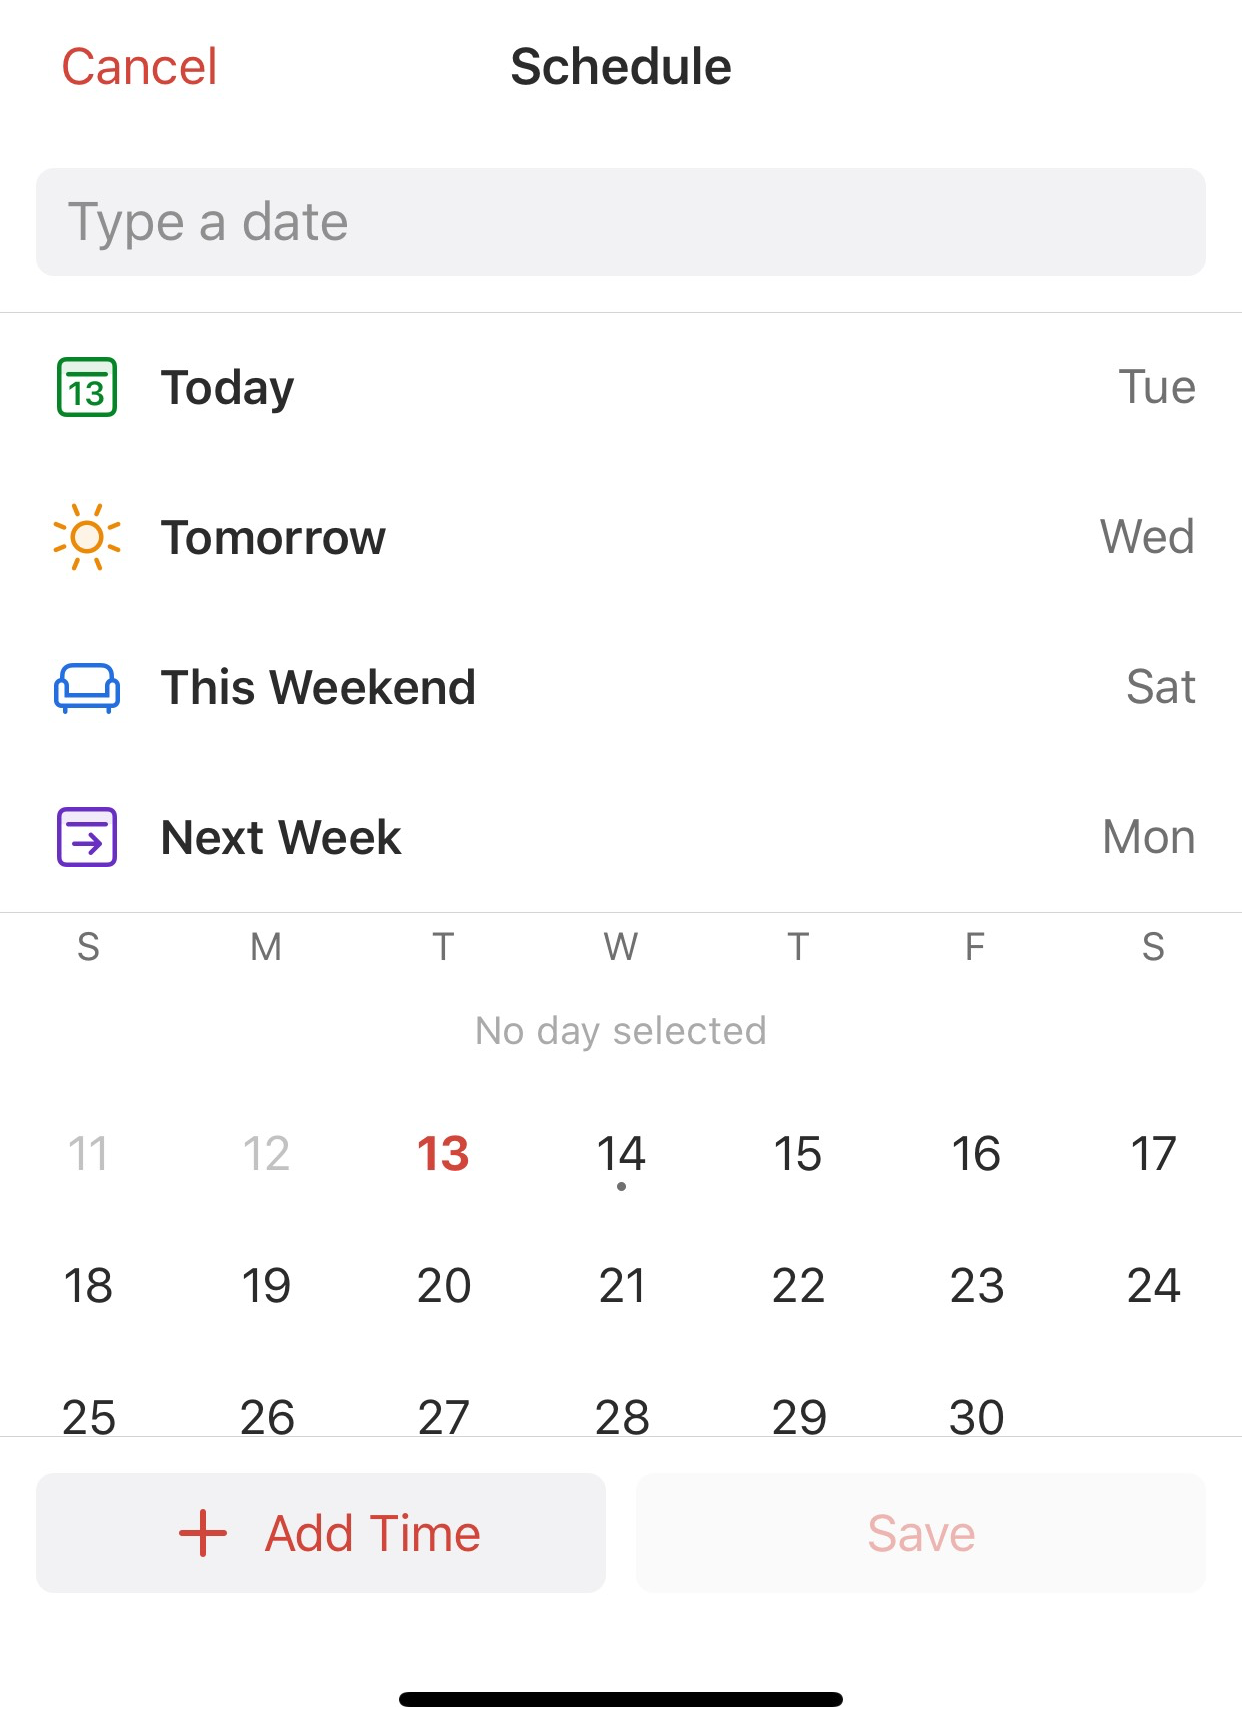 Cancel Schedule
Type a date
13 Today Tue
Tomorrow Wed
This Weekend Sat
Next Week Mon
S M T W T F S
No day selected
11 12 13 14 15 16 17
18 19 20 21 22 23 24
25 26 27 28 29 30
+ Add Time Save